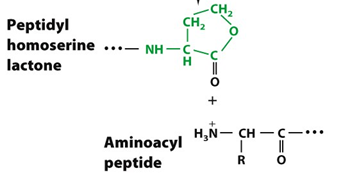 CH₂
CH₂
O
Peptidyl
homoserine
lactone
••• — NH — C — C
H
O
+
H₃N⁺ — CH — C — •••
Aminoacyl
peptide
R
O